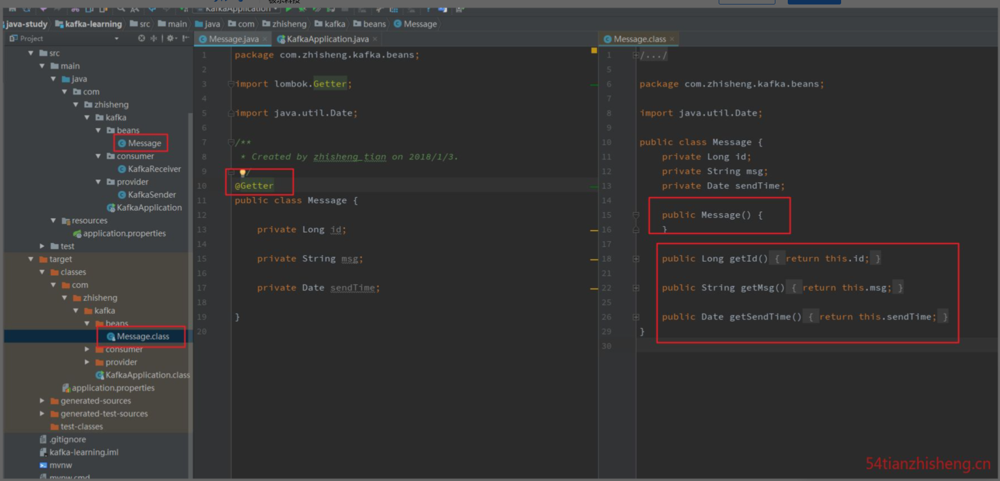 极示科技
KafkaApplication
java-study kafka-learning src main java com zhisheng kafka beans Message
Project
Message.java KafkaApplication.java
Message.class
src
main
java
com
zhisheng
kafka
beans
Message
consumer
KafkaReceiver
provider
KafkaSender
KafkaApplication
resources
application.properties
test
target
classes
com
zhisheng
kafka
beans
Message.class
consumer
provider
KafkaApplication.class
application.properties
generated-sources
generated-test-sources
test-classes
.gitignore
kafka-learning.iml
mvnw
mvnw.cmd
1 package com.zhisheng.kafka.beans;
2
3 import lombok.Getter;
4
5 import java.util.Date;
6
7 /**
8 * Created by zhisheng_tian on 2018/1/3.
9 /
10 @Getter
11 public class Message {
12
13 private Long id;
14
15 private String msg;
16
17 private Date sendTime;
18
19 }
20
1 /.../
5
6 package com.zhisheng.kafka.beans;
7
8 import java.util.Date;
9
10 public class Message {
11 private Long id;
12 private String msg;
13 private Date sendTime;
14
15 public Message() {
16 }
17
18 public Long getId() { return this.id; }
21
22 public String getMsg() { return this.msg; }
25
26 public Date getSendTime() { return this.sendTime; }
29 }
30
54tianzhisheng.cn